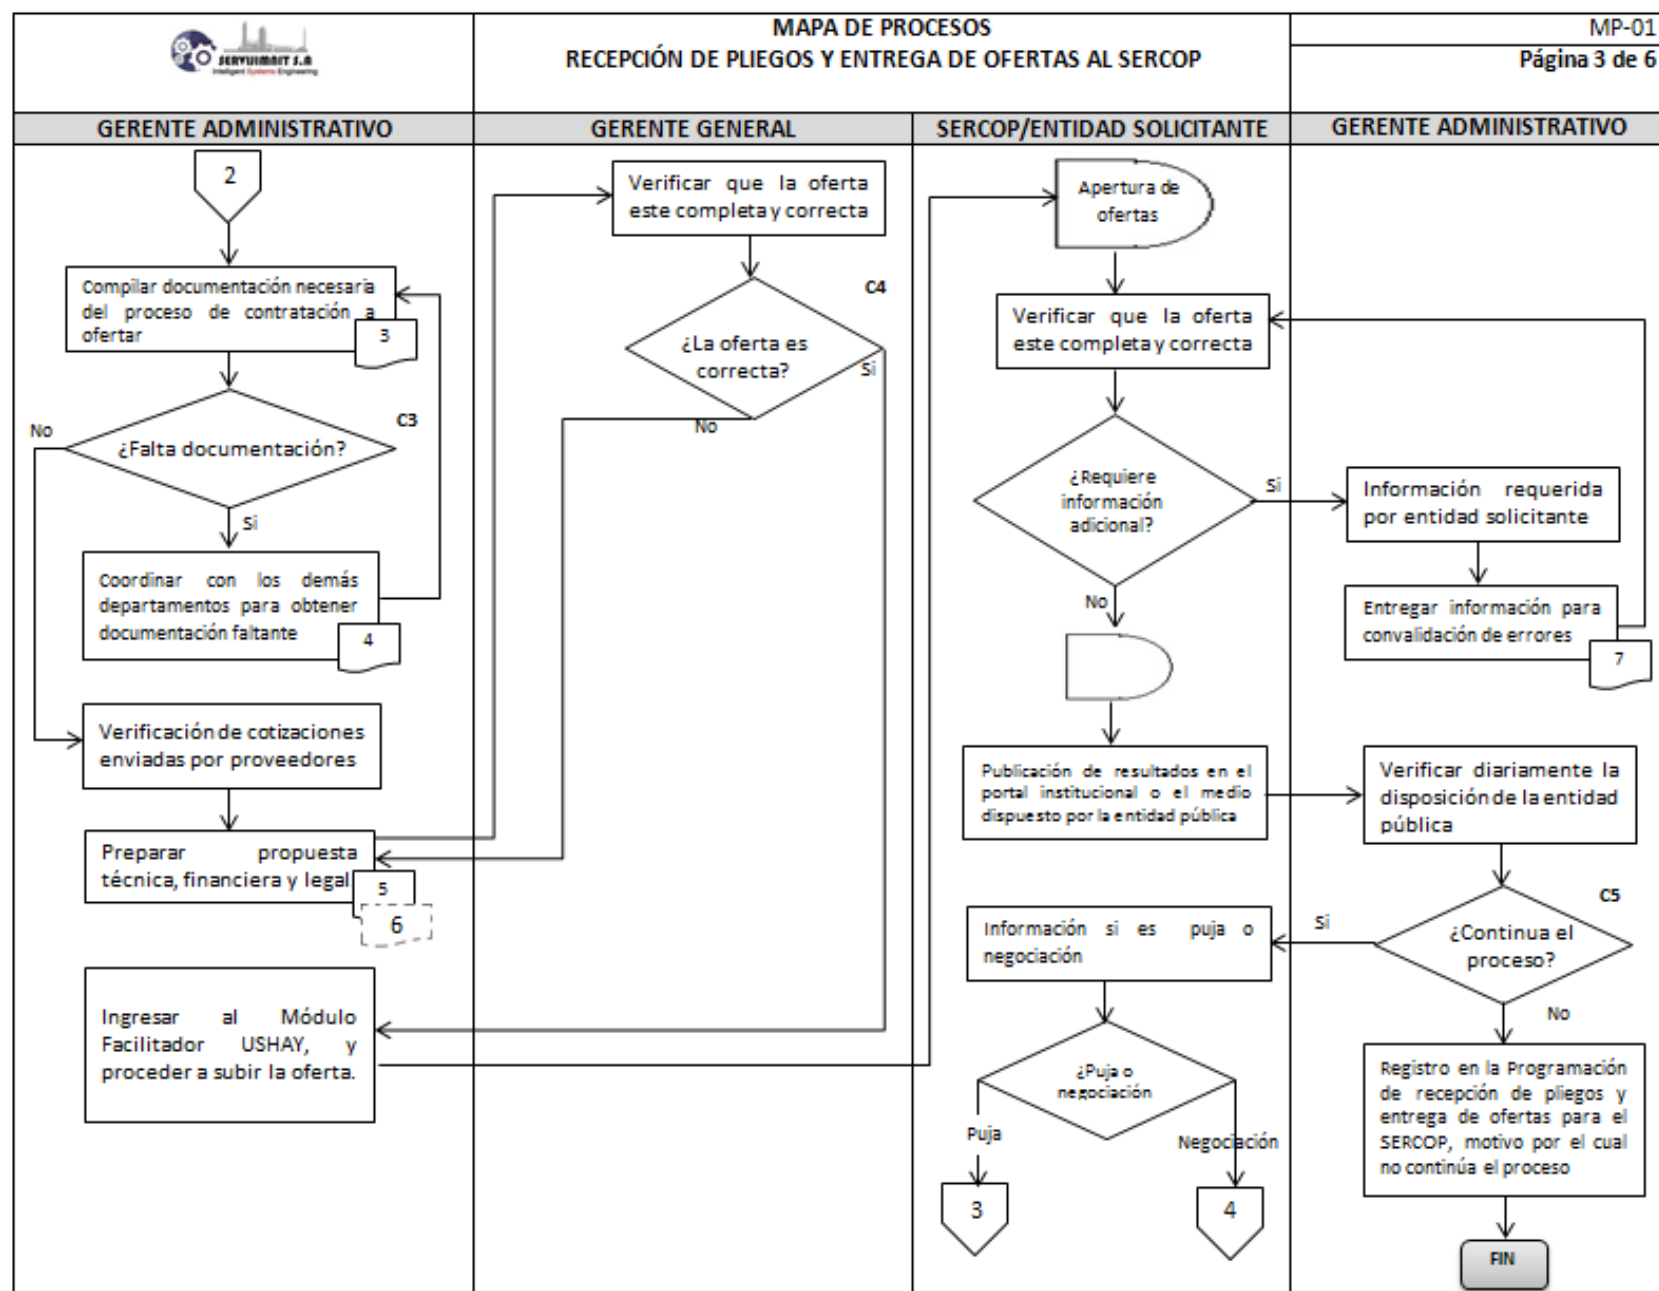 SERVUIMNIT S.A
Intelligent Systems Engineering
MAPA DE PROCESOS
RECEPCIÓN DE PLIEGOS Y ENTREGA DE OFERTAS AL SERCOP
MP-01
Página 3 de 6
GERENTE ADMINISTRATIVO
GERENTE GENERAL
SERCOP/ENTIDAD SOLICITANTE
GERENTE ADMINISTRATIVO
2
Compilar documentación necesaria
del proceso de contratación a
ofertar
3
C3
No
¿Falta documentación?
Si
Coordinar con los demás
departamentos para obtener
documentación faltante
4
Verificación de cotizaciones
enviadas por proveedores
Preparar propuesta
técnica, financiera y legal.
5
6
Ingresar al Módulo
Facilitador USHAY, y
proceder a subir la oferta.
Verificar que la oferta
este completa y correcta
C4
¿La oferta es
correcta?
Si
No
Apertura de
ofertas
Verificar que la oferta
este completa y correcta
¿Requiere
información
adicional?
Si
No
Publicación de resultados en el
portal institucional o el medio
dispuesto por la entidad pública
Información si es puja o
negociación
¿Puja o
negociación
Puja
Negociación
3
4
Información requerida
por entidad solicitante
Entregar información para
convalidación de errores
7
Verificar diariamente la
disposición de la entidad
pública
C5
Si
¿Continua el
proceso?
No
Registro en la Programación
de recepción de pliegos y
entrega de ofertas para el
SERCOP, motivo por el cual
no continúa el proceso
FIN